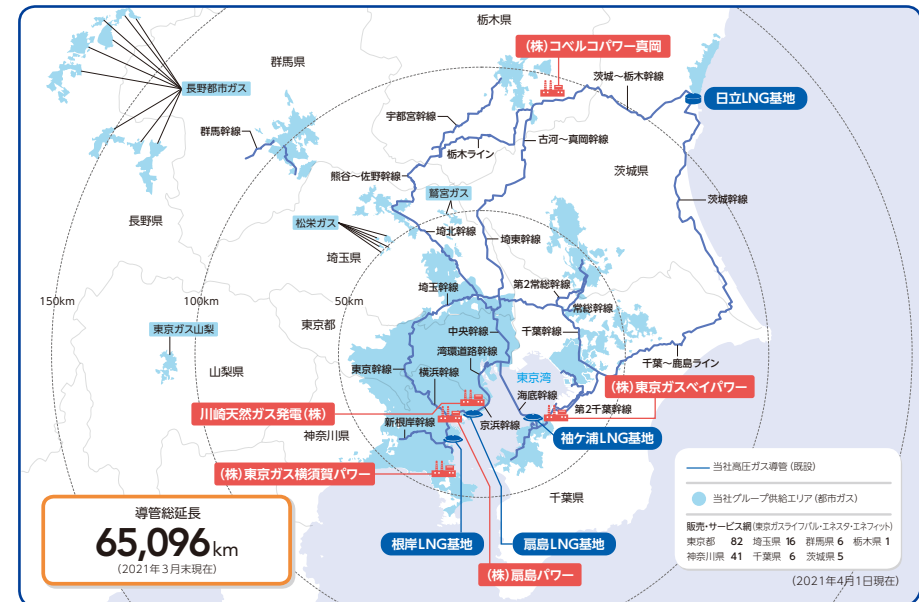 栃木県
(株)コベルコパワー真岡
群馬県
茨城〜栃木幹線
長野都市ガス
日立LNG基地
宇都宮幹線
群馬幹線
栃木ライン
古河〜真岡幹線
熊谷〜佐野幹線
茨城県
鷲宮ガス
茨城幹線
長野県
松栄ガス
埼北幹線
埼東幹線
埼玉県
第2常総幹線
埼玉幹線
150km
100km
50km
常総幹線
東京都
中央幹線
千葉幹線
東京ガス山梨
湾環道路幹線
千葉〜鹿島ライン
山梨県
東京幹線
横浜幹線
東京湾
(株)東京ガスベイパワー
海底幹線
川崎天然ガス発電(株)
第2千葉幹線
新根岸幹線
京浜幹線
神奈川県
袖ケ浦LNG基地
(株)東京ガス横須賀パワー
千葉県
根岸LNG基地
扇島LNG基地
(株)扇島パワー
導管総延長
65,096km
(2021年3月末現在)
当社高圧ガス導管(既設)
当社グループ供給エリア(都市ガス)
販売・サービス網(東京ガスライフバル・エネスタ・エネフィット)
東京都 82 埼玉県 16 群馬県 6 栃木県 1
神奈川県 41 千葉県 6 茨城県 5
(2021年4月1日現在)